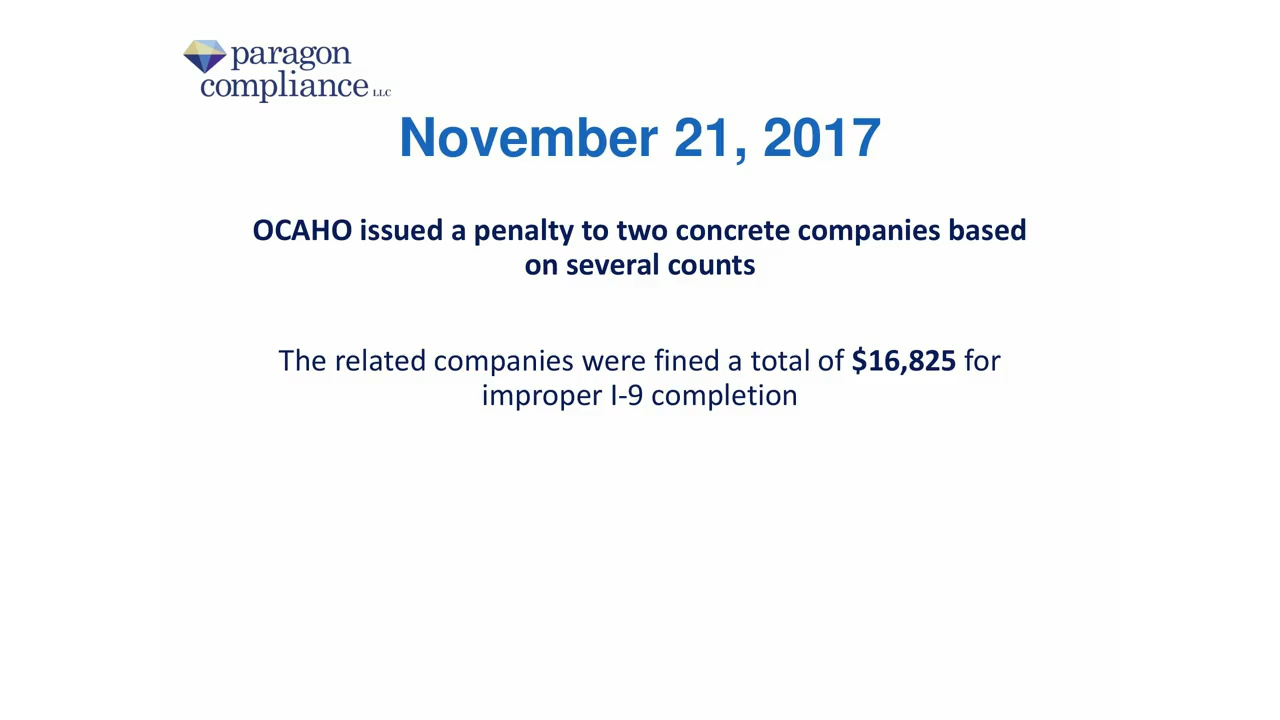 paragon
compliance LLC
November 21, 2017
OCAHO issued a penalty to two concrete companies based
on several counts
The related companies were fined a total of $16,825 for
improper I-9 completion